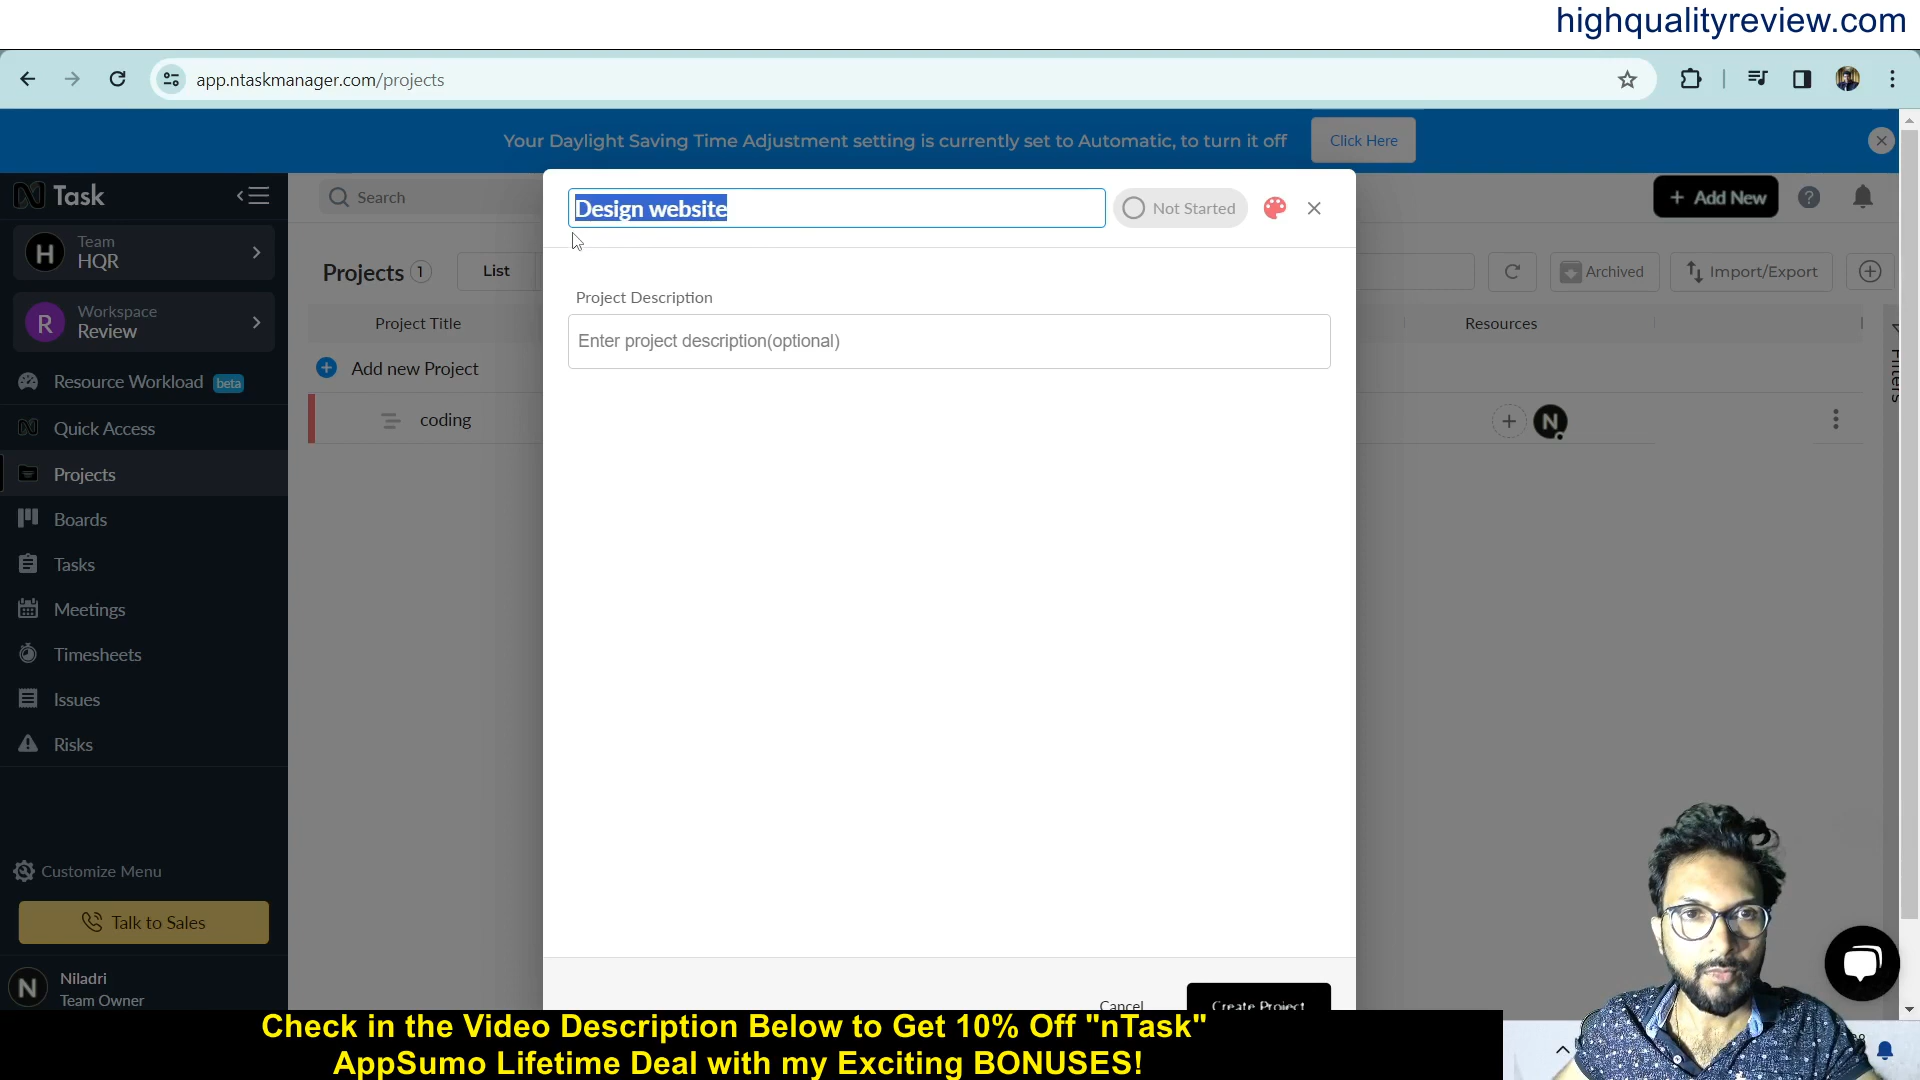 highqualityreview.com
app.ntaskmanager.com/projects
Your Daylight Saving Time Adjustment setting is currently set to Automatic, to turn it off
Click Here
N Task
Search
Design website
Not Started
+ Add New
?
H
Team
HQR
Projects 1
List
Archived
Import/Export
Project Description
R
Workspace
Review
Project Title
Enter project description(optional)
Resources
Filters
Resource Workload beta
Add new Project
Quick Access
coding
N
Projects
Boards
Tasks
Meetings
Timesheets
Issues
Risks
Customize Menu
Talk to Sales
N
Niladri
Team Owner
Cancel
Create Project
Check in the Video Description Below to Get 10% Off "nTask"
AppSumo Lifetime Deal with my Exciting BONUSES!